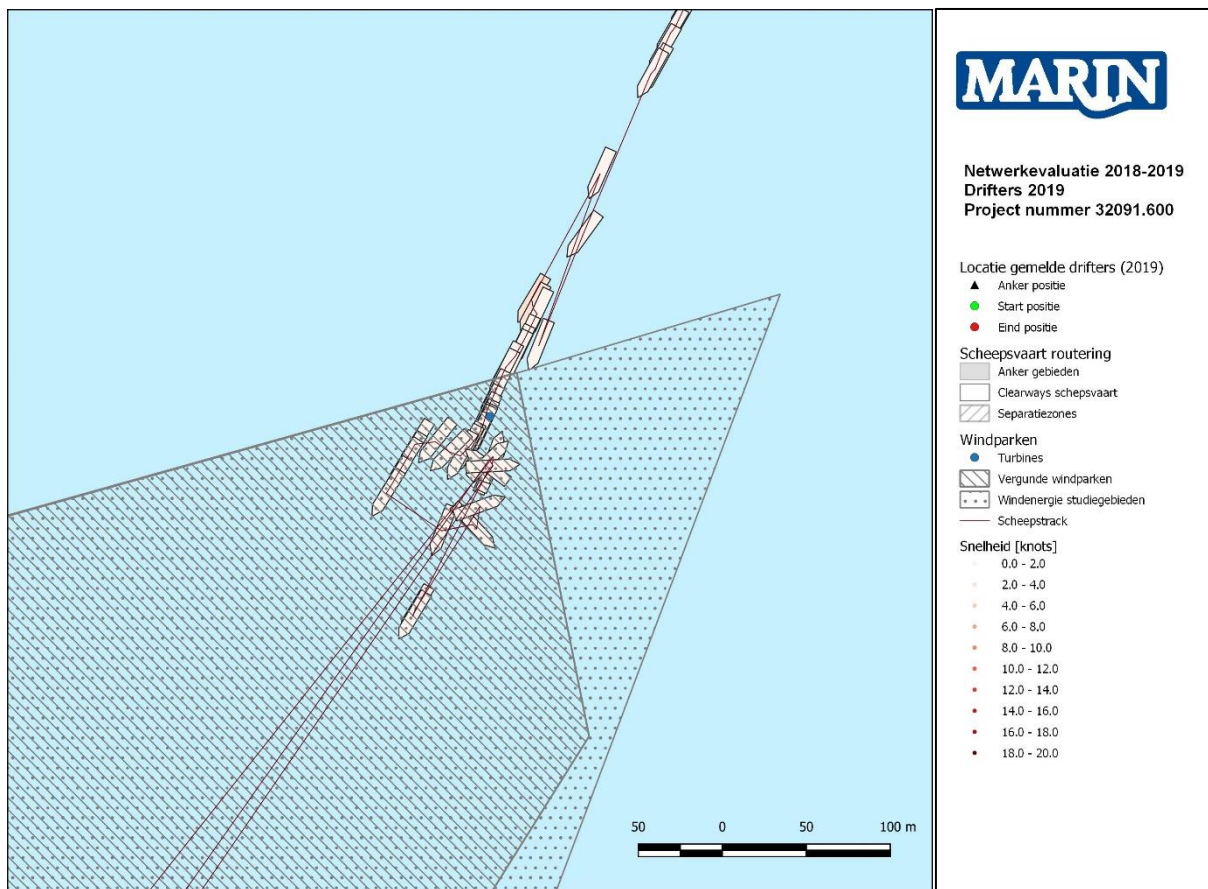 MARIN
Netwerkevaluatie 2018-2019
Drifters 2019
Project nummer 32091.600
Locatie gemelde drifters (2019)
Anker positie
Start positie
Eind positie
Scheepsvaart routering
Anker gebieden
Clearways schepsvaart
Separatiezones
Windparken
Turbines
Vergunde windparken
Windenergie studiegebieden
Scheepstrack
Snelheid [knots]
0.0 - 2.0
2.0 - 4.0
4.0 - 6.0
6.0 - 8.0
8.0 - 10.0
10.0 - 12.0
12.0 - 14.0
14.0 - 16.0
16.0 - 18.0
18.0 - 20.0
50 0 50 100 m